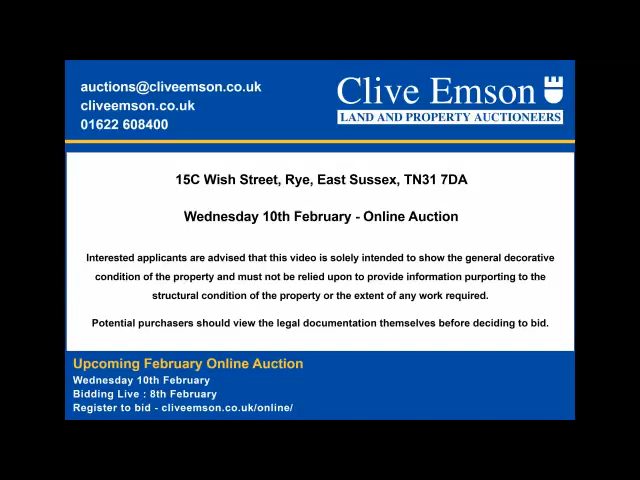 auctions@cliveemson.co.uk
cliveemson.co.uk
01622 608400
Clive Emson
LAND AND PROPERTY AUCTIONEERS
15C Wish Street, Rye, East Sussex, TN31 7DA
Wednesday 10th February - Online Auction
Interested applicants are advised that this video is solely intended to show the general decorative
condition of the property and must not be relied upon to provide information purporting to the
structural condition of the property or the extent of any work required.
Potential purchasers should view the legal documentation themselves before deciding to bid.
Upcoming February Online Auction
Wednesday 10th February
Bidding Live : 8th February
Register to bid - cliveemson.co.uk/online/